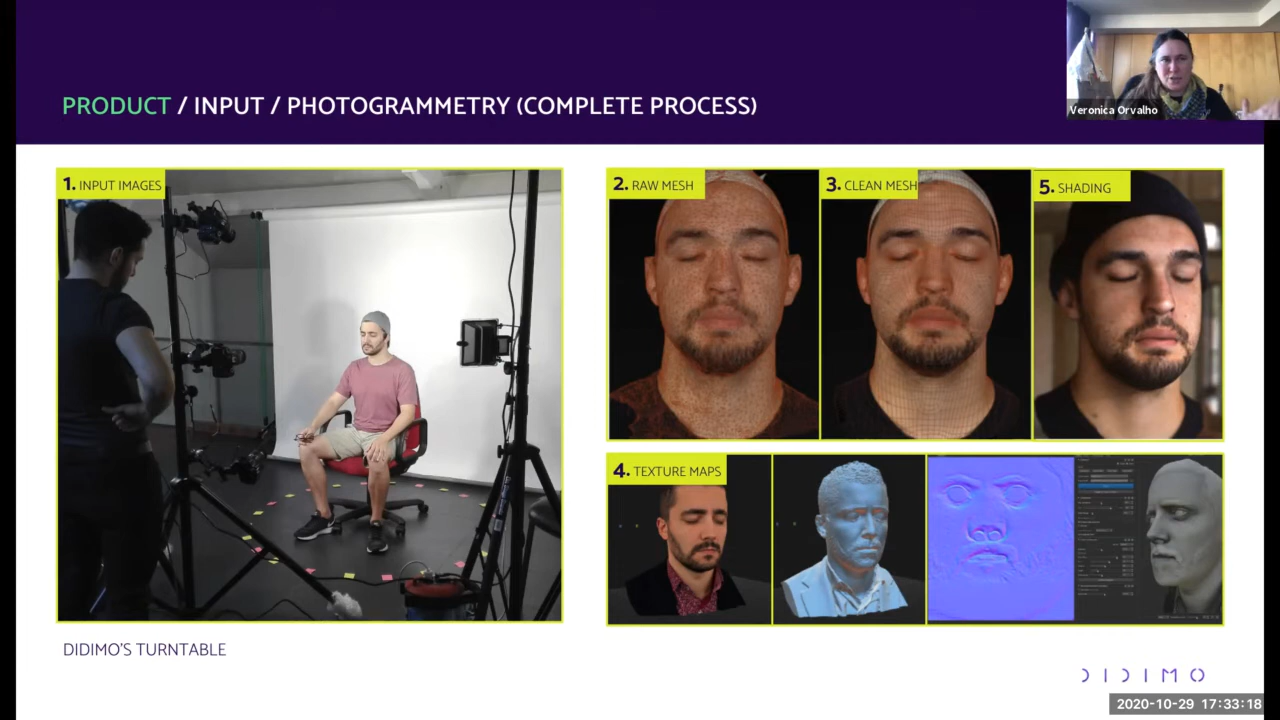 PRODUCT / INPUT / PHOTOGRAMMETRY (COMPLETE PROCESS)
Veronica Orvalho
1. INPUT IMAGES
2. RAW MESH
3. CLEAN MESH
5. SHADING
4. TEXTURE MAPS
DIDIMO'S TURNTABLE
DIDIMO
2020-10-29 17:33:18